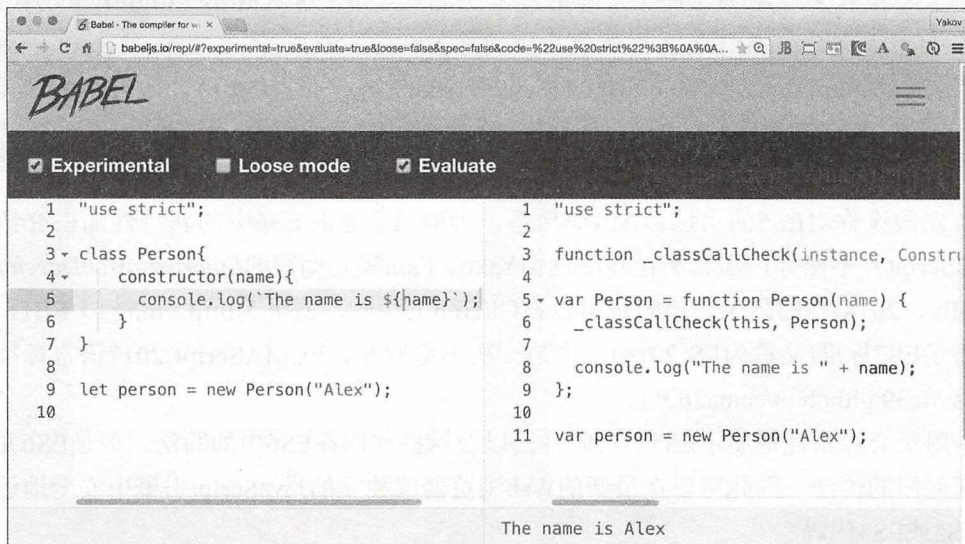 Babel - The compiler for
Yakov
babeljs.io/repl/#?experimental=true&evaluate=true&loose=false&spec=false&code=%22use%20strict%22%3B%0A%0A...
BABEL
Experimental Loose mode Evaluate
1 "use strict";
2
3 class Person{
4 constructor(name){
5 console.log(`The name is ${name}`);
6 }
7 }
8
9 let person = new Person("Alex");
10
1 "use strict";
2
3 function _classCallCheck(instance, Constru
4
5 var Person = function Person(name) {
6 _classCallCheck(this, Person);
7
8 console.log("The name is " + name);
9 };
10
11 var person = new Person("Alex");
The name is Alex